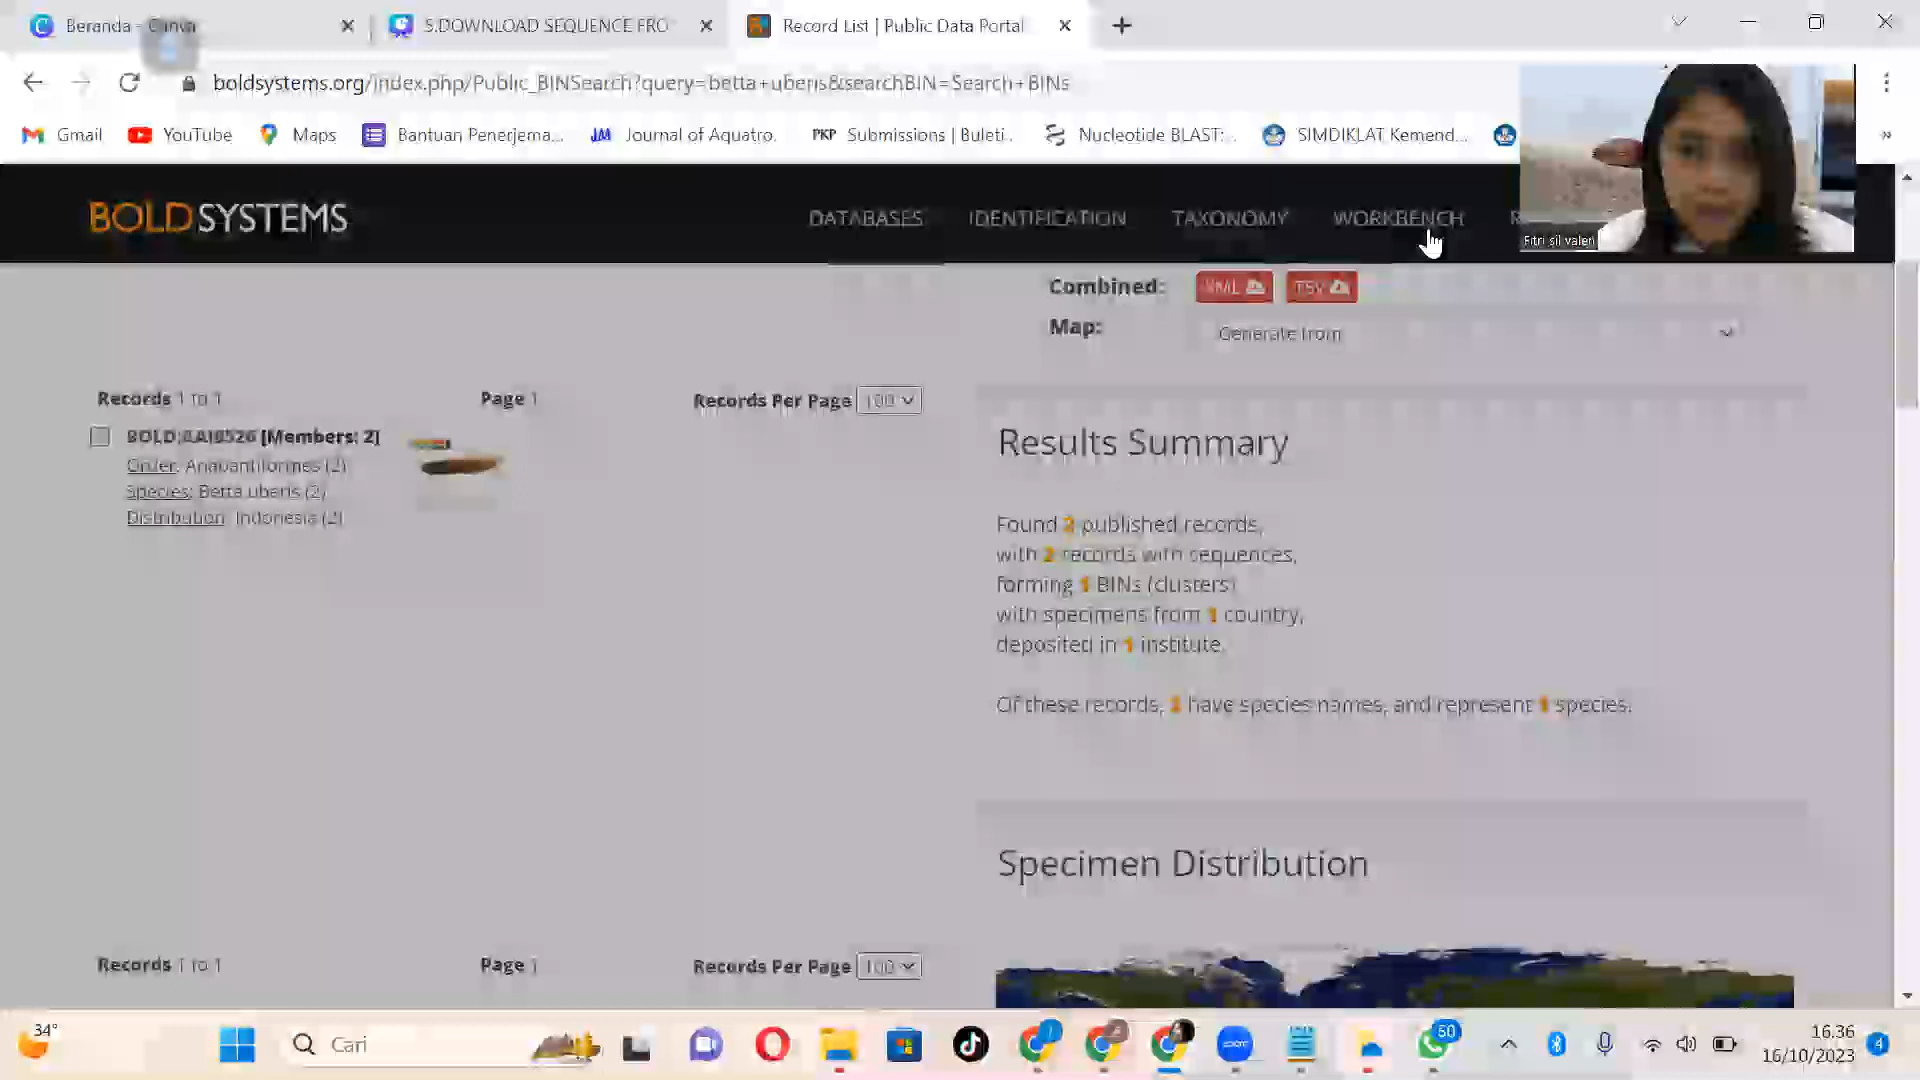 Beranda - Canva
S.DOWNLOAD SEQUENCE FRO
Record List | Public Data Portal
boldsystems.org/index.php/Public_BINSearch?query=betta+uberis&searchBIN=Search+BINs
Gmail
YouTube
Maps
Bantuan Penerjema...
JAA
Journal of Aquatro.
PKP
Submissions | Buleti..
Nucleotide BLAST:...
SIMDIKLAT Kemend...
»
BOLDSYSTEMS
DATABASES
IDENTIFICATION
TAXONOMY
WORKBENCH
R
Fitri sil valen
Combined:
XML
TSV
Map:
Generate from
Records 1 to 1
Page 1
Records Per Page 100
BOLD:AAI8526 [Members: 2]
Order: Anabantiformes (2)
Species: Betta uberis (2)
Distribution: Indonesia (2)
Results Summary
Found 2 published records,
with 2 records with sequences,
forming 1 BINs (clusters)
with specimens from 1 country,
deposited in 1 institute.
Of these records, 2 have species names, and represent 1 species.
Specimen Distribution
Records 1 to 1
Page 1
Records Per Page 100
34°
Cari
zoom
50
16.36
16/10/2023
4